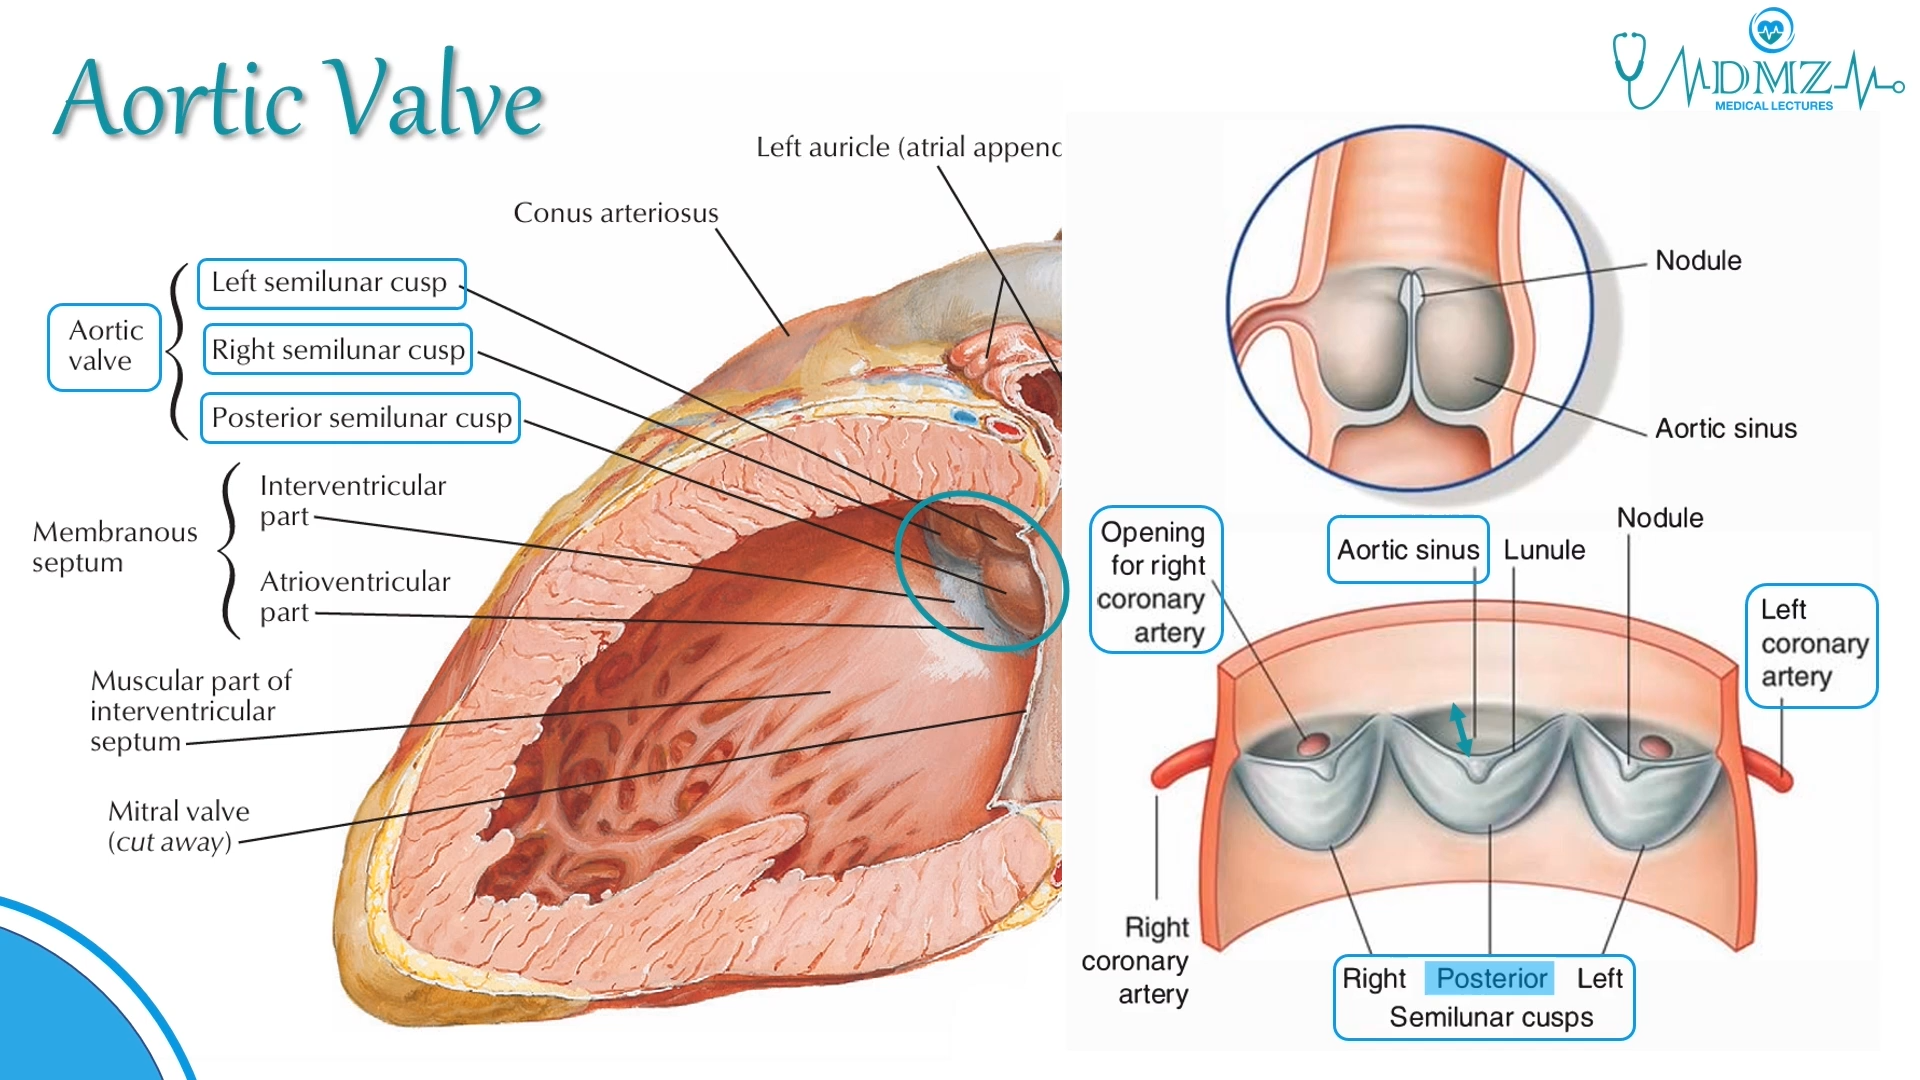 Aortic Valve
DMZ
MEDICAL LECTURES
Left auricle (atrial append
Conus arteriosus
Left semilunar cusp
Right semilunar cusp
Posterior semilunar cusp
Aortic
valve
Interventricular
part
Membranous
septum
Atrioventricular
part
Muscular part of
interventricular
septum
Mitral valve
(cut away)
Nodule
Aortic sinus
Opening
for right
coronary
artery
Aortic sinus
Lunule
Nodule
Left
coronary
artery
Right
coronary
artery
Right Posterior Left
Semilunar cusps